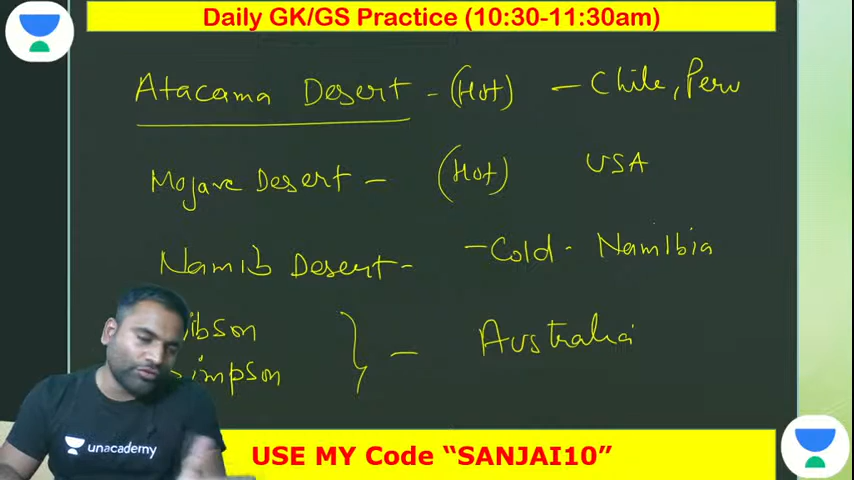 Daily GK/GS Practice (10:30-11:30am)
Atacama Desert - (Hot) - Chile, Peru
Mojave Desert - (Hot) USA
Namib Desert - - Cold - Namibia
ibson
impson } - Australia
unacademy
USE MY Code “SANJAI10”